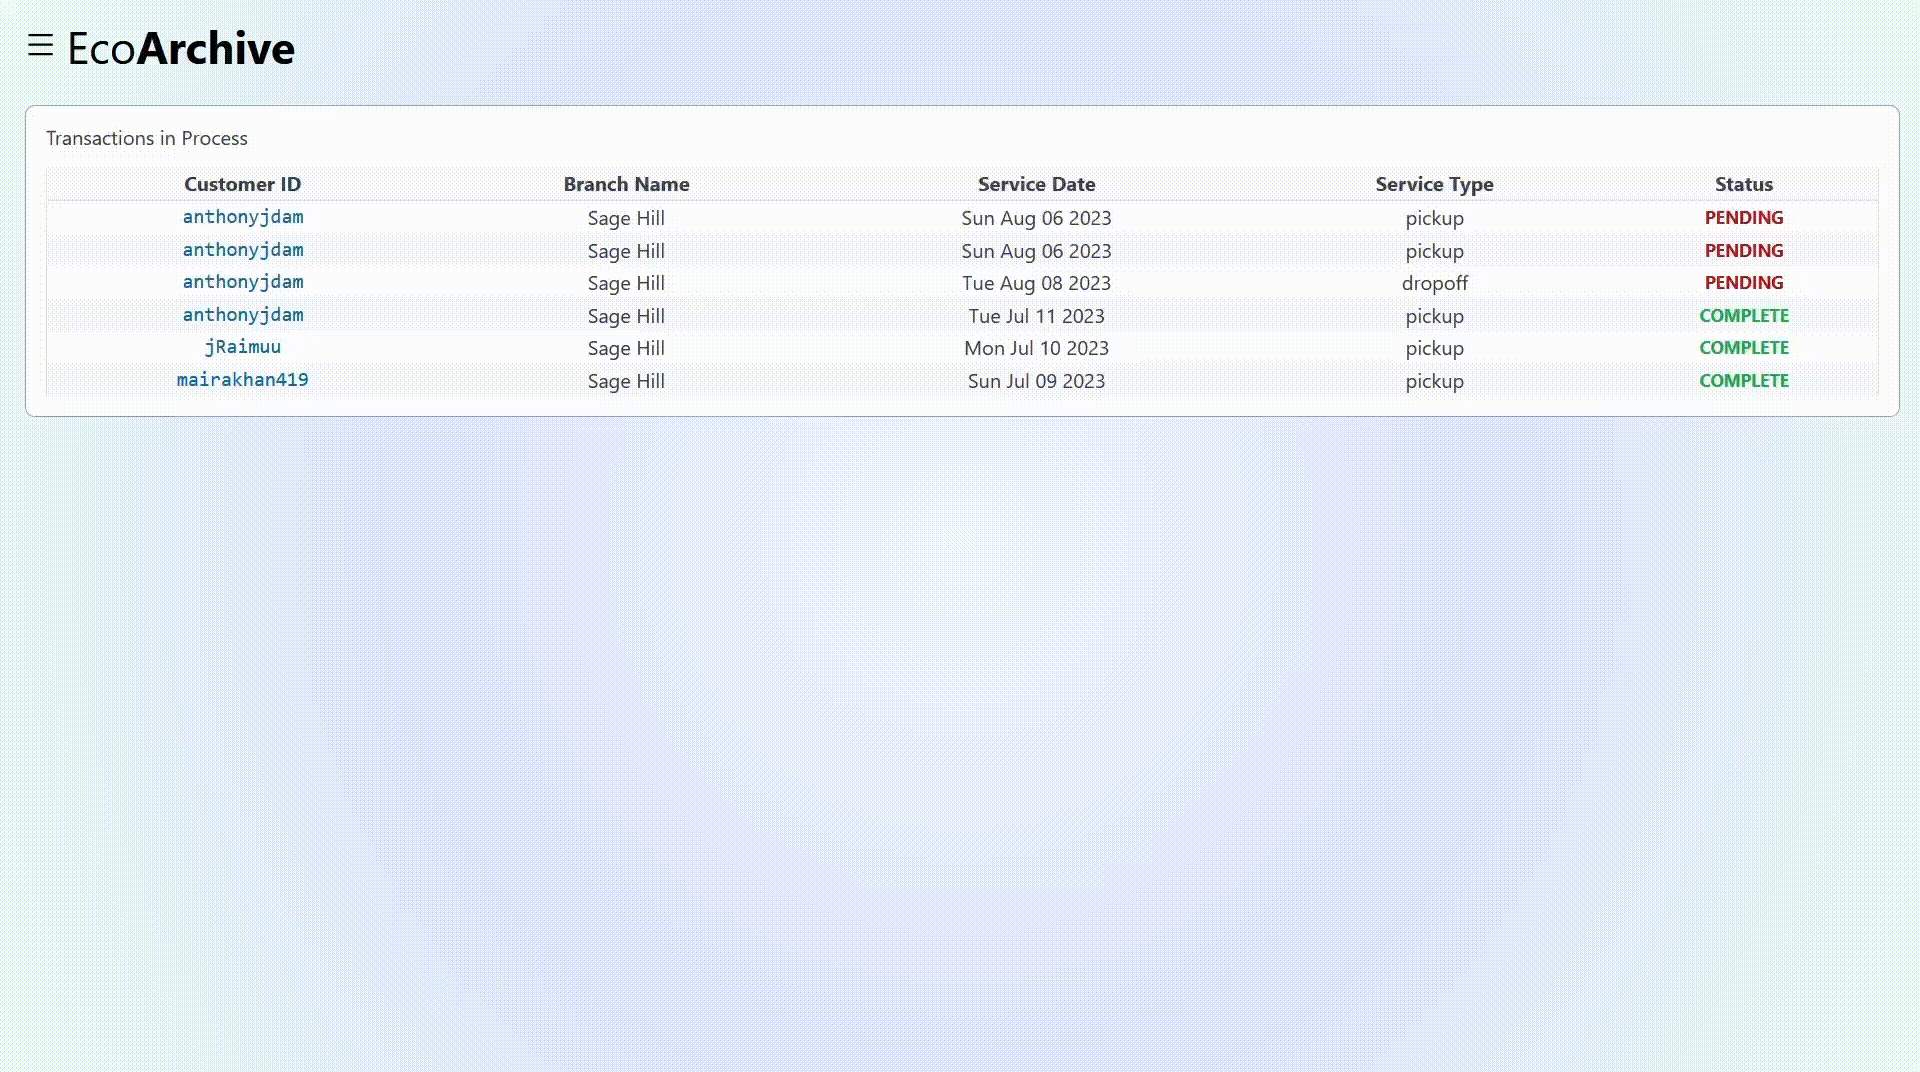 EcoArchive
Transactions in Process
Customer ID Branch Name Service Date Service Type Status
anthonyjdam Sage Hill Sun Aug 06 2023 pickup PENDING
anthonyjdam Sage Hill Sun Aug 06 2023 pickup PENDING
anthonyjdam Sage Hill Tue Aug 08 2023 dropoff PENDING
anthonyjdam Sage Hill Tue Jul 11 2023 pickup COMPLETE
jRaimuu Sage Hill Mon Jul 10 2023 pickup COMPLETE
mairakhan419 Sage Hill Sun Jul 09 2023 pickup COMPLETE